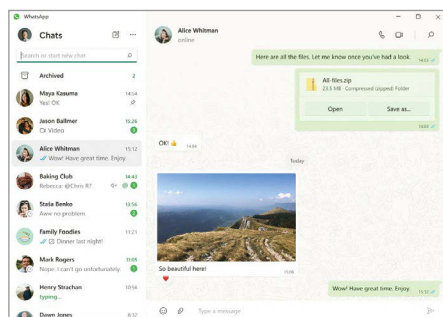 WhatsApp
Chats
Search or start new chat
Archived
2
Maya Kasuma
14:54
Yes! OK
Jason Ballmer
15:26
Video
Alice Whitman
15:12
Wow! Have great time. Enjoy.
Baking Club
14:43
Rebecca: @Chris R?
@
1
Staša Benko
13:56
Aww no problem.
2
Family Foodies
11:21
Dinner last night!
Mark Rogers
11:05
Nope. I can't go unfortunately.
1
Henry Strachan
10:56
typing...
Dawn Jones
8:32
Alice Whitman
online
Here are all the files. Let me know once you've had a look.
14:03
All-files.zip
23.5 MB · Compressed (zipped) Folder
Open
Save as...
14:04
OK! 👍
14:04
Today
So beautiful here!
15:06
❤️
Wow! Have great time. Enjoy.
15:12
Type a message